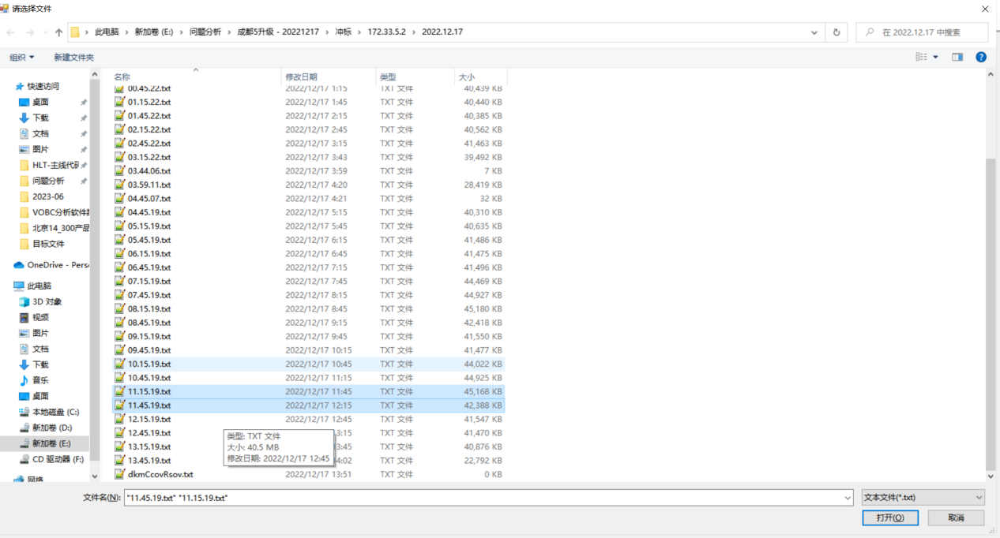 请选择文件
此电脑 › 新加卷 (E:) › 问题分析 › 成都5升级 - 20221217 › 冲标 › 172.33.5.2 › 2022.12.17
在 2022.12.17 中搜索
组织 新建文件夹
快速访问
桌面
下载
文档
图片
HLT-主线代码
问题分析
2023-06
VOBC分析软件
北京14_300产品
目标文件
OneDrive - Pers
此电脑
3D 对象
视频
图片
文档
下载
音乐
桌面
本地磁盘 (C:)
新加卷 (D:)
新加卷 (E:)
CD 驱动器 (F:)
网络
名称 修改日期 类型 大小
00.45.22.txt 2022/12/17 1:15 TXT 文件 40,439 KB
01.15.22.txt 2022/12/17 1:45 TXT 文件 40,440 KB
01.45.22.txt 2022/12/17 2:15 TXT 文件 40,385 KB
02.15.22.txt 2022/12/17 2:45 TXT 文件 40,562 KB
02.45.22.txt 2022/12/17 3:15 TXT 文件 41,463 KB
03.15.22.txt 2022/12/17 3:43 TXT 文件 39,492 KB
03.44.06.txt 2022/12/17 3:59 TXT 文件 7 KB
03.59.11.txt 2022/12/17 4:20 TXT 文件 28,419 KB
04.45.07.txt 2022/12/17 4:21 TXT 文件 32 KB
04.45.19.txt 2022/12/17 5:15 TXT 文件 40,310 KB
05.15.19.txt 2022/12/17 5:45 TXT 文件 40,635 KB
05.45.19.txt 2022/12/17 6:15 TXT 文件 41,486 KB
06.15.19.txt 2022/12/17 6:45 TXT 文件 41,475 KB
06.45.19.txt 2022/12/17 7:15 TXT 文件 41,496 KB
07.15.19.txt 2022/12/17 7:45 TXT 文件 44,469 KB
07.45.19.txt 2022/12/17 8:15 TXT 文件 44,927 KB
08.15.19.txt 2022/12/17 8:45 TXT 文件 45,180 KB
08.45.19.txt 2022/12/17 9:15 TXT 文件 42,418 KB
09.15.19.txt 2022/12/17 9:45 TXT 文件 41,550 KB
09.45.19.txt 2022/12/17 10:15 TXT 文件 41,477 KB
10.15.19.txt 2022/12/17 10:45 TXT 文件 44,022 KB
10.45.19.txt 2022/12/17 11:15 TXT 文件 44,925 KB
11.15.19.txt 2022/12/17 11:45 TXT 文件 45,168 KB
11.45.19.txt 2022/12/17 12:15 TXT 文件 42,388 KB
12.15.19.txt 2022/12/17 12:45 TXT 文件 41,547 KB
12.45.19.txt 3:15 TXT 文件 41,470 KB
13.15.19.txt 3:45 TXT 文件 40,876 KB
13.45.19.txt 4:02 TXT 文件 22,792 KB
dkmCcovRsov.txt 2022/12/17 13:51 TXT 文件 0 KB
类型: TXT 文件
大小: 40.5 MB
修改日期: 2022/12/17 12:45
文件名(N): "11.45.19.txt" "11.15.19.txt" 文本文件(*.txt)
打开(O) 取消